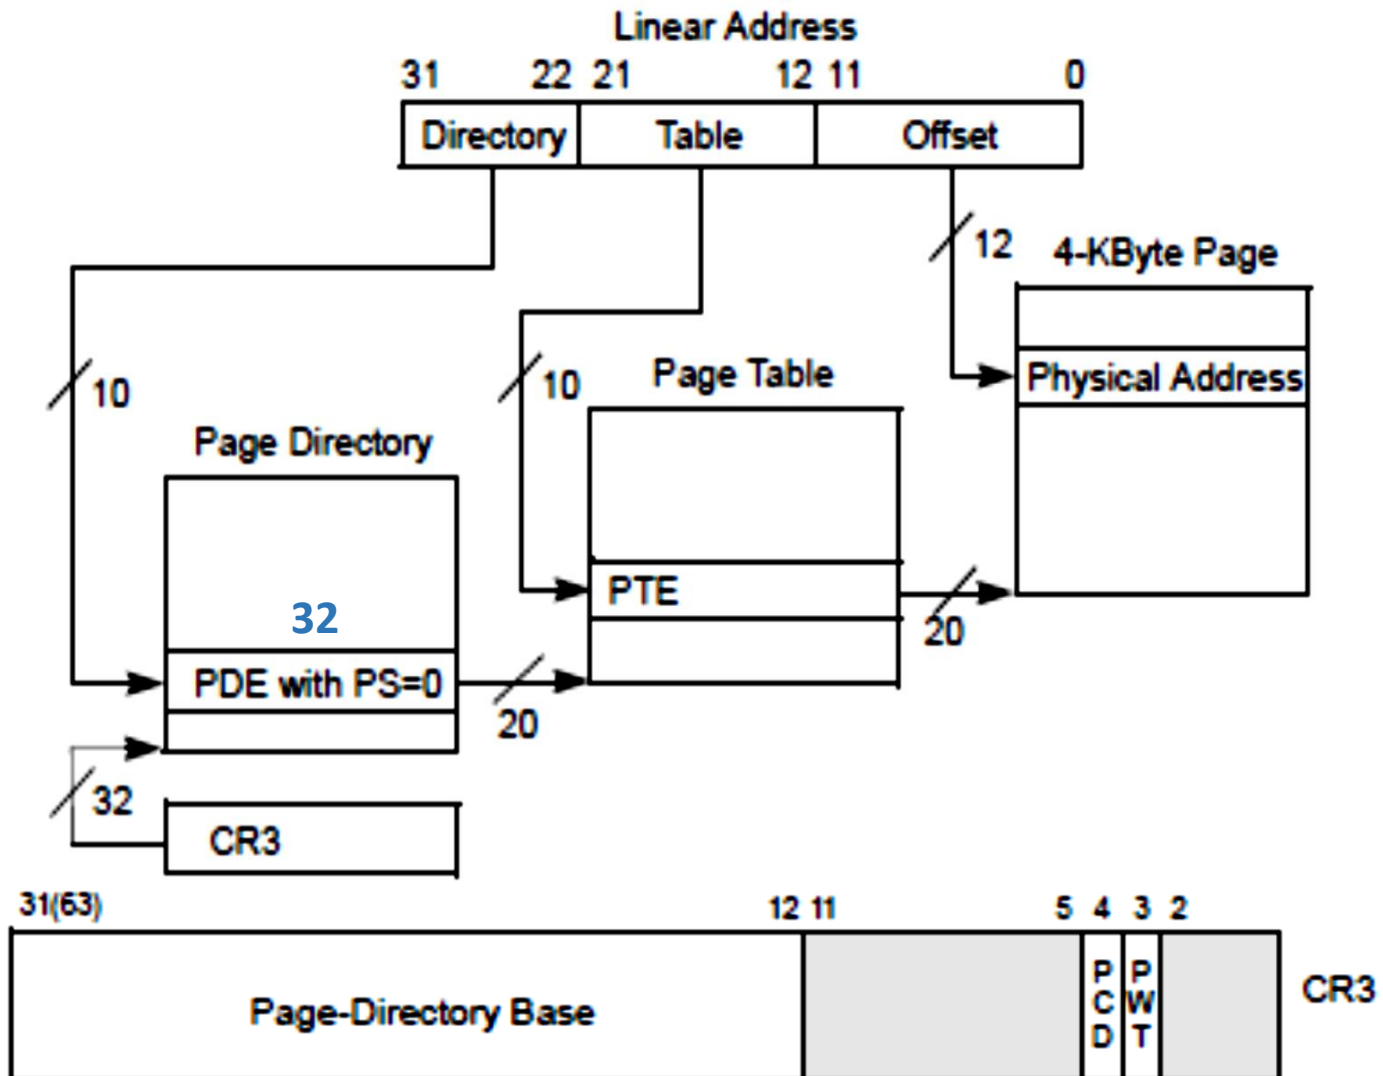 Linear Address
31 22 21 12 11 0
Directory Table Offset
12
4-KByte Page
10
10
Page Table
Physical Address
Page Directory
32
PTE
20
PDE with PS=0
20
32
CR3
31(63) 12 11 5 4 3 2
Page-Directory Base
PCD
PWT
CR3